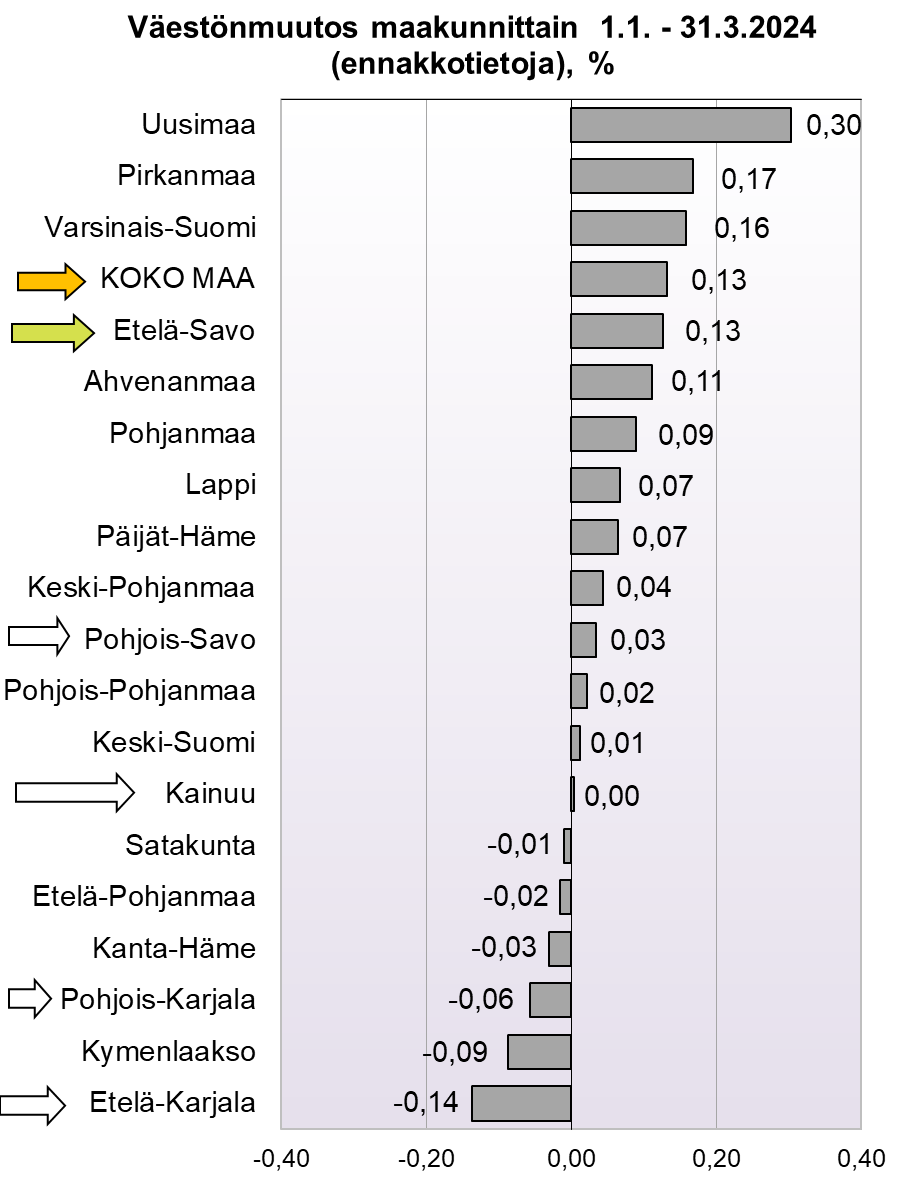 Väestönmuutos maakunnittain 1.1. - 31.3.2024
(ennakkotietoja), %
Uusimaa 0,30
Pirkanmaa 0,17
Varsinais-Suomi 0,16
KOKO MAA 0,13
Etelä-Savo 0,13
Ahvenanmaa 0,11
Pohjanmaa 0,09
Lappi 0,07
Päijät-Häme 0,07
Keski-Pohjanmaa 0,04
Pohjois-Savo 0,03
Pohjois-Pohjanmaa 0,02
Keski-Suomi 0,01
Kainuu 0,00
Satakunta -0,01
Etelä-Pohjanmaa -0,02
Kanta-Häme -0,03
Pohjois-Karjala -0,06
Kymenlaakso -0,09
Etelä-Karjala -0,14
-0,40 -0,20 0,00 0,20 0,40